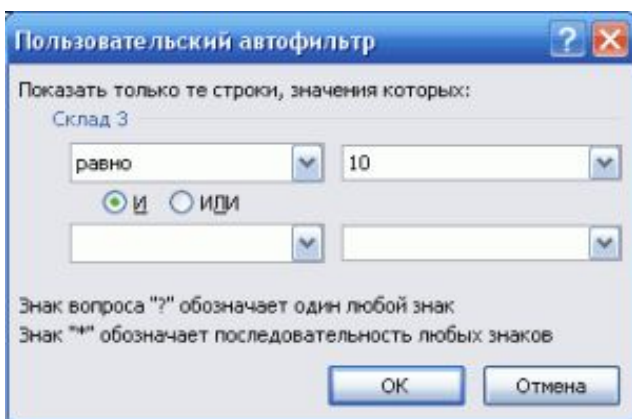 Пользовательский автофильтр
Показать только те строки, значения которых:
Склад 3
равно 10
И ИЛИ
Знак вопроса "?" обозначает один любой знак
Знак "*" обозначает последовательность любых знаков
ОК Отмена